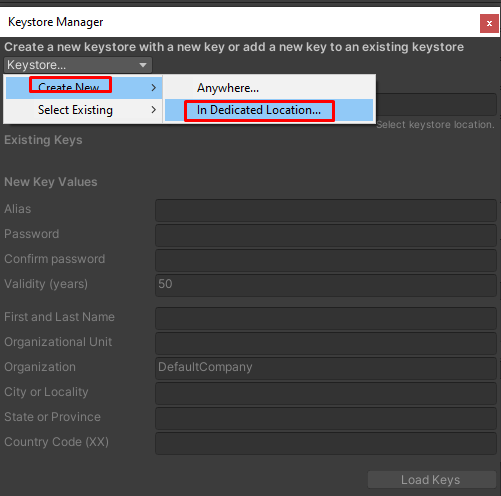 Keystore Manager
x
Create a new keystore with a new key or add a new key to an existing keystore
Keystore...
Create New
Anywhere...
Select Existing
In Dedicated Location...
Select keystore location.
Existing Keys
New Key Values
Alias
Password
Confirm password
Validity (years) 50
First and Last Name
Organizational Unit
Organization DefaultCompany
City or Locality
State or Province
Country Code (XX)
Load Keys